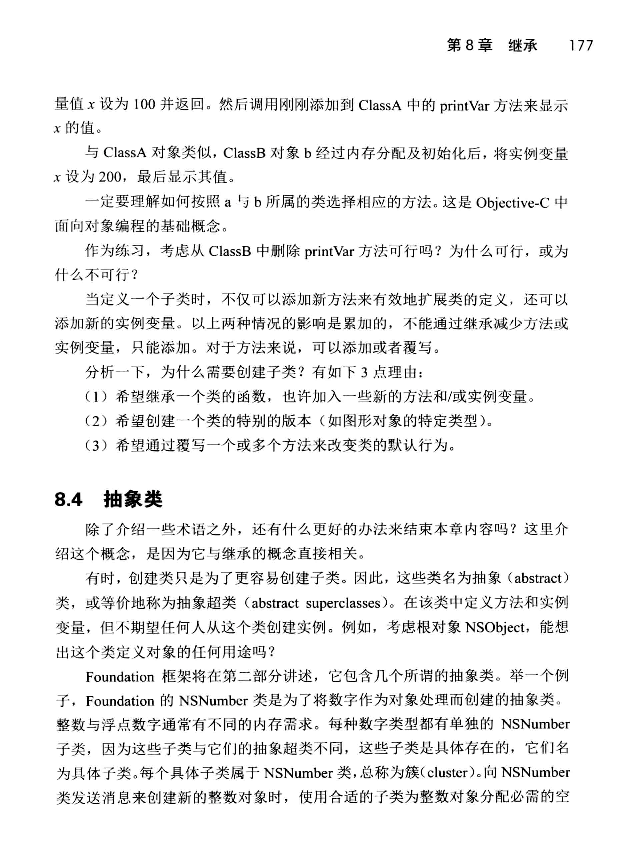 第 8 章 继承 177
量值 x 设为 100 并返回。然后调用刚刚添加到 ClassA 中的 printVar 方法来显示
x 的值。
与 ClassA 对象类似，ClassB 对象 b 经过内存分配及初始化后，将实例变量
x 设为 200，最后显示其值。
一定要理解如何按照 a 与 b 所属的类选择相应的方法。这是 Objective-C 中
面向对象编程的基础概念。
作为练习，考虑从 ClassB 中删除 printVar 方法可行吗？为什么可行，或为
什么不可行？
当定义一个子类时，不仅可以添加新方法来有效地扩展类的定义，还可以
添加新的实例变量。以上两种情况的影响是累加的，不能通过继承减少方法或
实例变量，只能添加。对于方法来说，可以添加或者覆写。
分析一下，为什么需要创建子类？有如下 3 点理由：
（1）希望继承一个类的函数，也许加入一些新的方法和/或实例变量。
（2）希望创建一个类的特别的版本（如图形对象的特定类型）。
（3）希望通过覆写一个或多个方法来改变类的默认行为。
8.4 抽象类
除了介绍一些术语之外，还有什么更好的办法来结束本章内容吗？这里介
绍这个概念，是因为它与继承的概念直接相关。
有时，创建类只是为了更容易创建子类。因此，这些类名为抽象（abstract）
类，或等价地称为抽象超类（abstract superclasses）。在该类中定义方法和实例
变量，但不期望任何人从这个类创建实例。例如，考虑根对象 NSObject，能想
出这个类定义对象的任何用途吗？
Foundation 框架将在第二部分讲述，它包含几个所谓的抽象类。举一个例
子，Foundation 的 NSNumber 类是为了将数字作为对象处理而创建的抽象类。
整数与浮点数字通常有不同的内存需求。每种数字类型都有单独的 NSNumber
子类，因为这些子类与它们的抽象超类不同，这些子类是具体存在的，它们名
为具体子类。每个具体子类属于 NSNumber 类，总称为簇（cluster）。向 NSNumber
类发送消息来创建新的整数对象时，使用合适的子类为整数对象分配必需的空